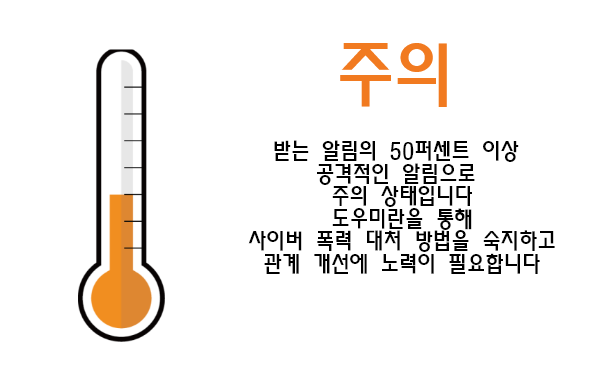 주의
받는 알림의 50퍼센트 이상
공격적인 알림으로
주의 상태입니다
도우미란을 통해
사이버 폭력 대처 방법을 숙지하고
관계 개선에 노력이 필요합니다